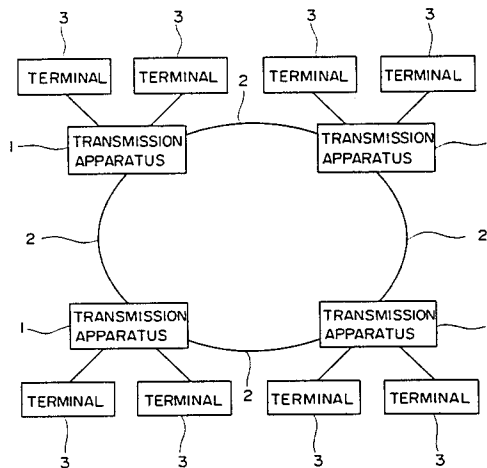 3 3 3 3
TERMINAL TERMINAL TERMINAL TERMINAL
2
1 TRANSMISSION APPARATUS TRANSMISSION APPARATUS
2 2
1 TRANSMISSION APPARATUS TRANSMISSION APPARATUS
2
TERMINAL TERMINAL TERMINAL TERMINAL
3 3 3 3